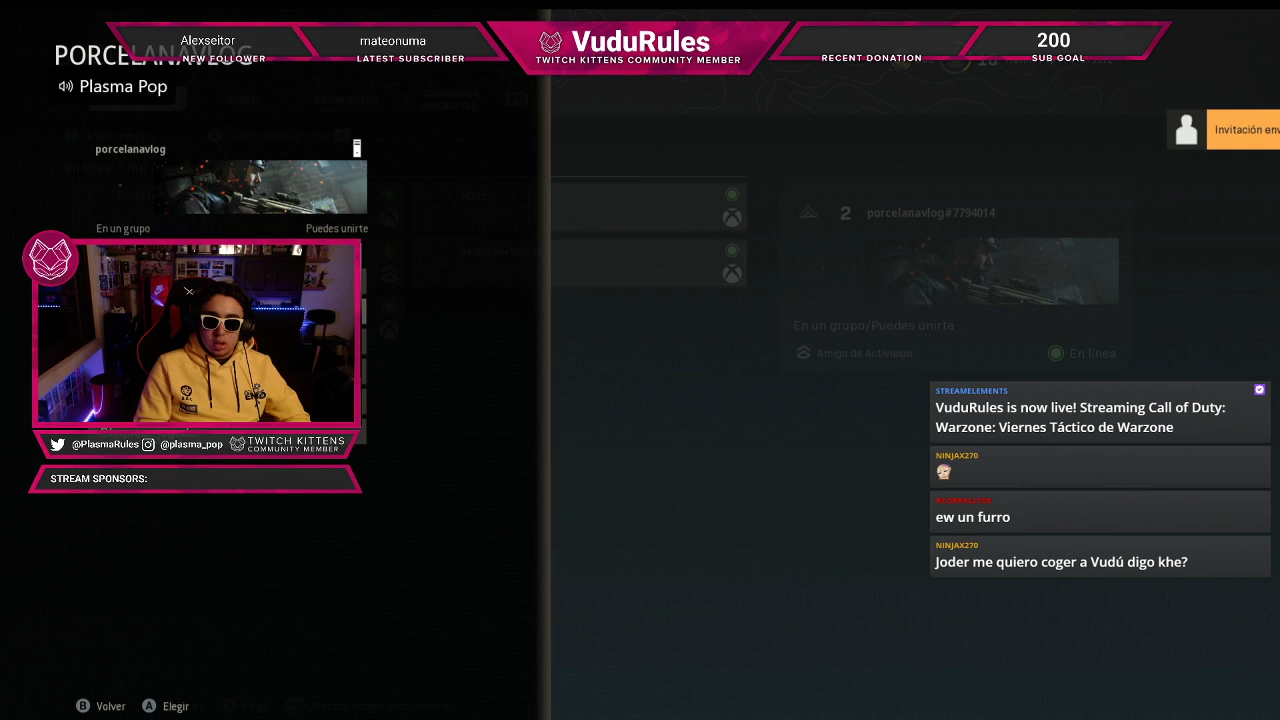 Alexseitor
NEW FOLLOWER
mateonuma
LATEST SUBSCRIBER
VuduRules
TWITCH KITTENS COMMUNITY MEMBER
RECENT DONATION
200
SUB GOAL
PORCELANAVLOG
Plasma Pop
Invitación env
porcelanavlog
En un grupo
Puedes unirte
2
porcelanavlog#7794014
En un grupo/Puedes unirte
Amigo de Activision
En línea
@PlasmaRules
@plasma_pop
TWITCH KITTENS
COMMUNITY MEMBER
STREAM SPONSORS:
STREAMELEMENTS
VuduRules is now live! Streaming Call of Duty:
Warzone: Viernes Táctico de Warzone
NINJAX270
ew un furro
NINJAX270
Joder me quiero coger a Vudú digo khe?
B Volver
A Elegir